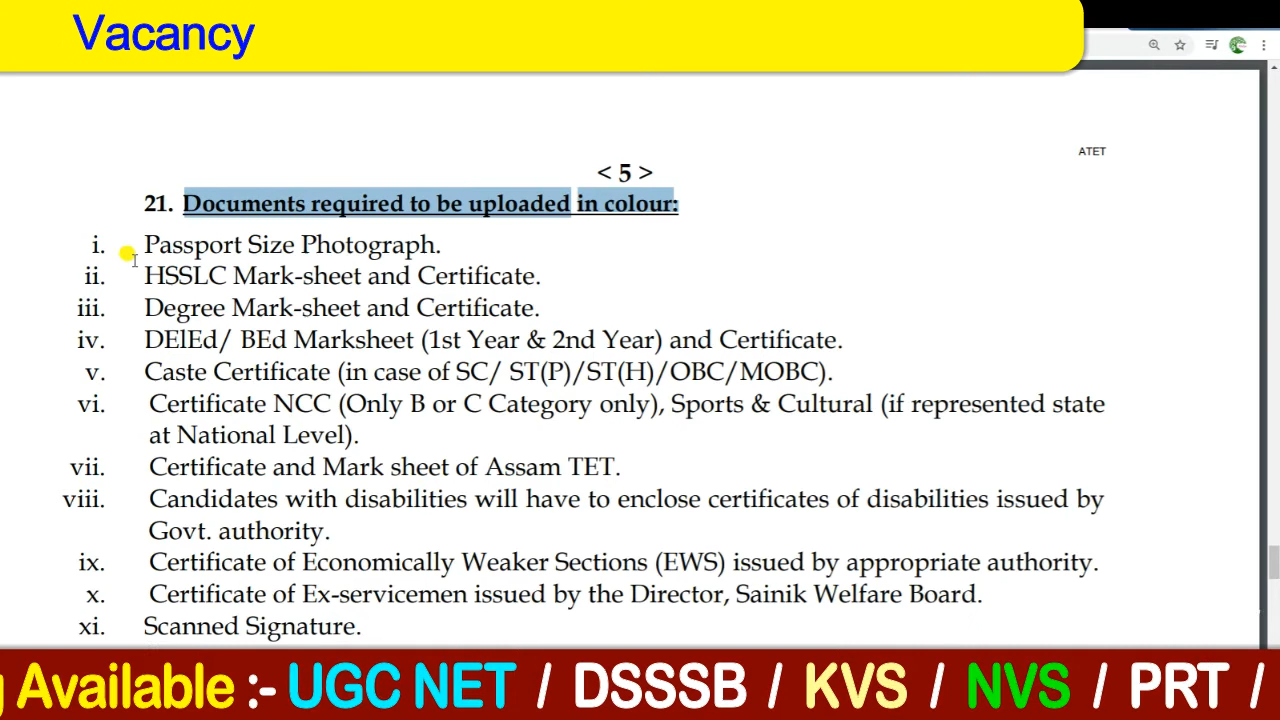 Vacancy
ATET
< 5 >
21. Documents required to be uploaded in colour:
i. Passport Size Photograph.
ii. HSSLC Mark-sheet and Certificate.
iii. Degree Mark-sheet and Certificate.
iv. DElEd/ BEd Marksheet (1st Year & 2nd Year) and Certificate.
v. Caste Certificate (in case of SC/ ST(P)/ST(H)/OBC/MOBC).
vi. Certificate NCC (Only B or C Category only), Sports & Cultural (if represented state
at National Level).
vii. Certificate and Mark sheet of Assam TET.
viii. Candidates with disabilities will have to enclose certificates of disabilities issued by
Govt. authority.
ix. Certificate of Economically Weaker Sections (EWS) issued by appropriate authority.
x. Certificate of Ex-servicemen issued by the Director, Sainik Welfare Board.
xi. Scanned Signature.
g Available :- UGC NET / DSSSB / KVS / NVS / PRT /